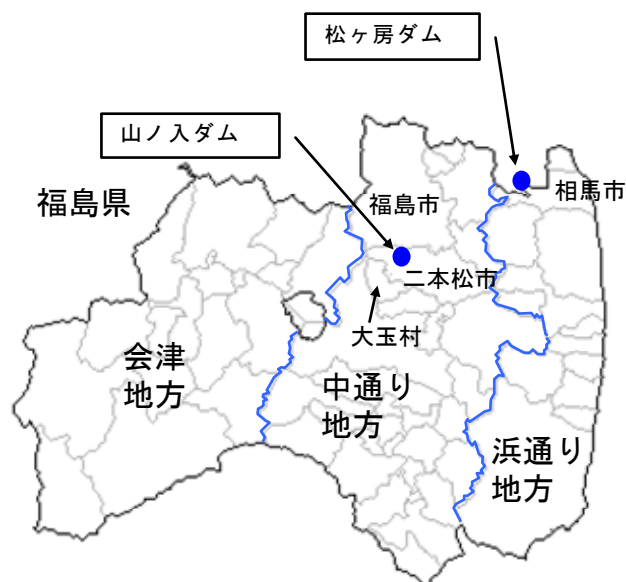 松ヶ房ダム
山ノ入ダム
相馬市
福島県
福島市
二本松市
大玉村
会津
地方
中通り
地方
浜通り
地方